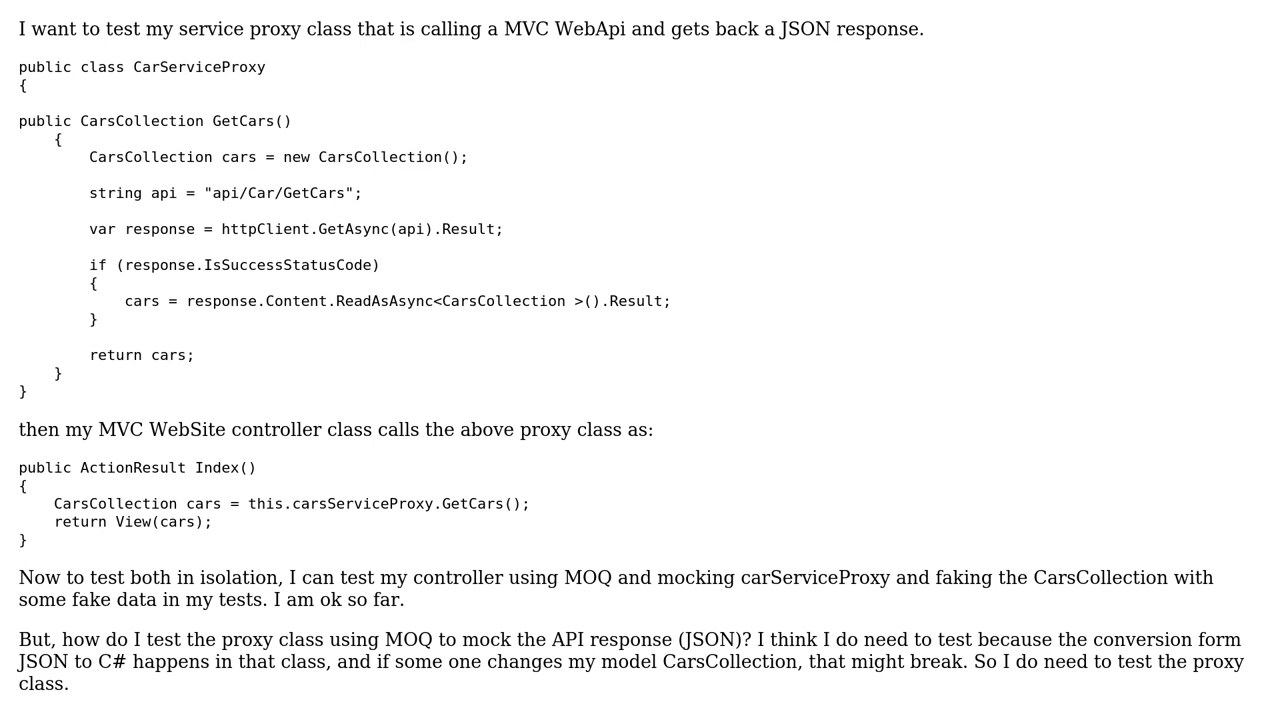 I want to test my service proxy class that is calling a MVC WebApi and gets back a JSON response.
public class CarServiceProxy
{
public CarsCollection GetCars()
    {
        CarsCollection cars = new CarsCollection();
        string api = "api/Car/GetCars";
        var response = httpClient.GetAsync(api).Result;
        if (response.IsSuccessStatusCode)
        {
            cars = response.Content.ReadAsAsync<CarsCollection >().Result;
        }
        return cars;
    }
}
then my MVC WebSite controller class calls the above proxy class as:
public ActionResult Index()
{
    CarsCollection cars = this.carsServiceProxy.GetCars();
    return View(cars);
}
Now to test both in isolation, I can test my controller using MOQ and mocking carServiceProxy and faking the CarsCollection with
some fake data in my tests. I am ok so far.
But, how do I test the proxy class using MOQ to mock the API response (JSON)? I think I do need to test because the conversion form
JSON to C# happens in that class, and if some one changes my model CarsCollection, that might break. So I do need to test the proxy
class.